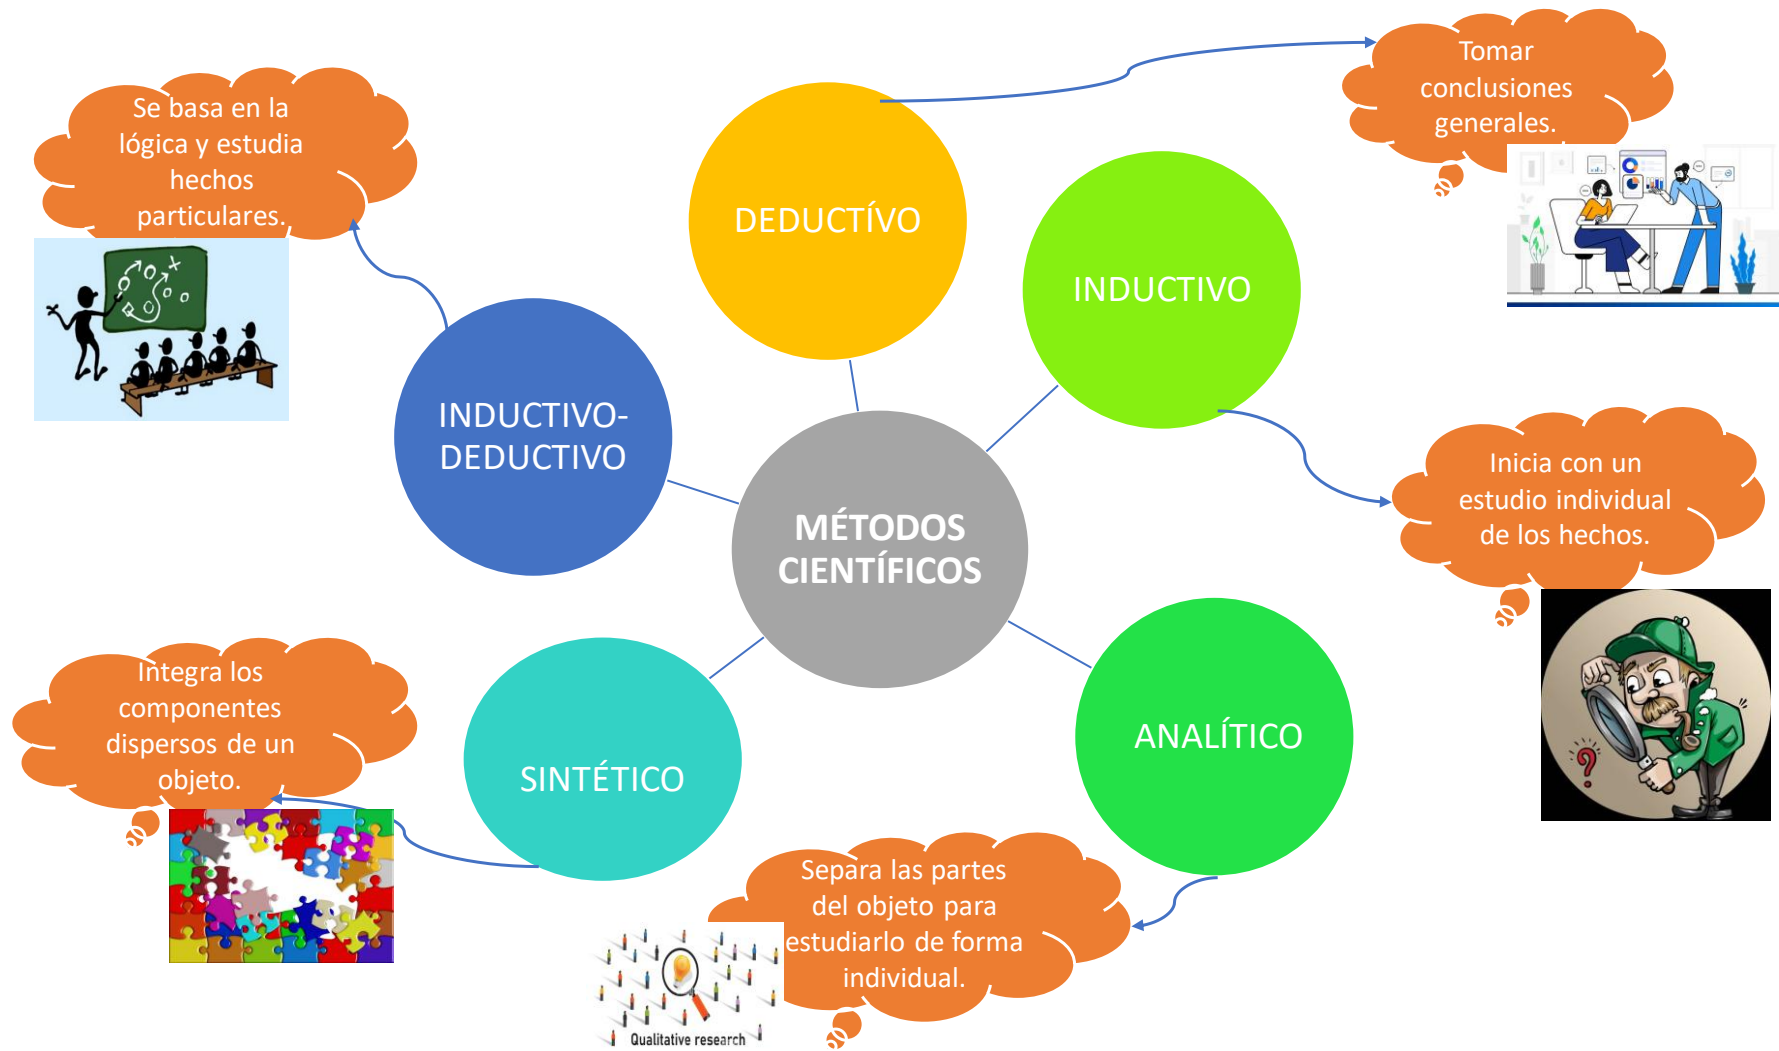 Tomar
conclusiones
generales.
Se basa en la
lógica y estudia
hechos
particulares.
DEDUCTÍVO
INDUCTIVO
INDUCTIVO-
DEDUCTIVO
Inicia con un
estudio individual
de los hechos.
MÉTODOS
CIENTÍFICOS
Integra los
componentes
dispersos de un
objeto.
ANALÍTICO
SINTÉTICO
Separa las partes
del objeto para
estudiarlo de forma
individual.
Qualitative research